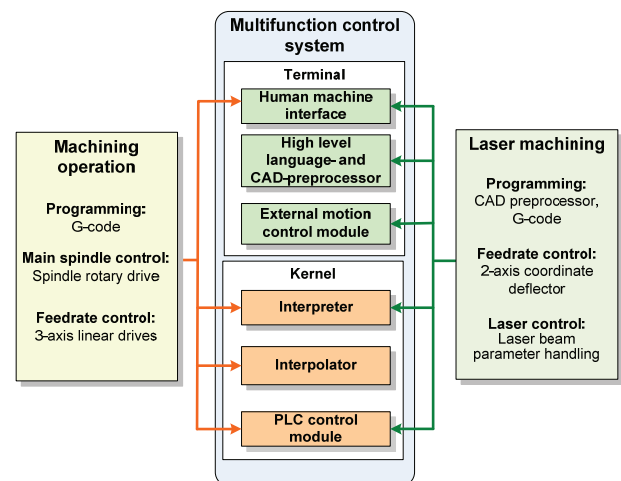 Multifunction control
system
Terminal
Human machine
interface
High level
language- and
CAD-preprocessor
External motion
control module
Kernel
Interpreter
Interpolator
PLC control
module
Machining
operation
Programming:
G-code
Main spindle control:
Spindle rotary drive
Feedrate control:
3-axis linear drives
Laser machining
Programming:
CAD preprocessor,
G-code
Feedrate control:
2-axis coordinate
deflector
Laser control:
Laser beam
parameter handling